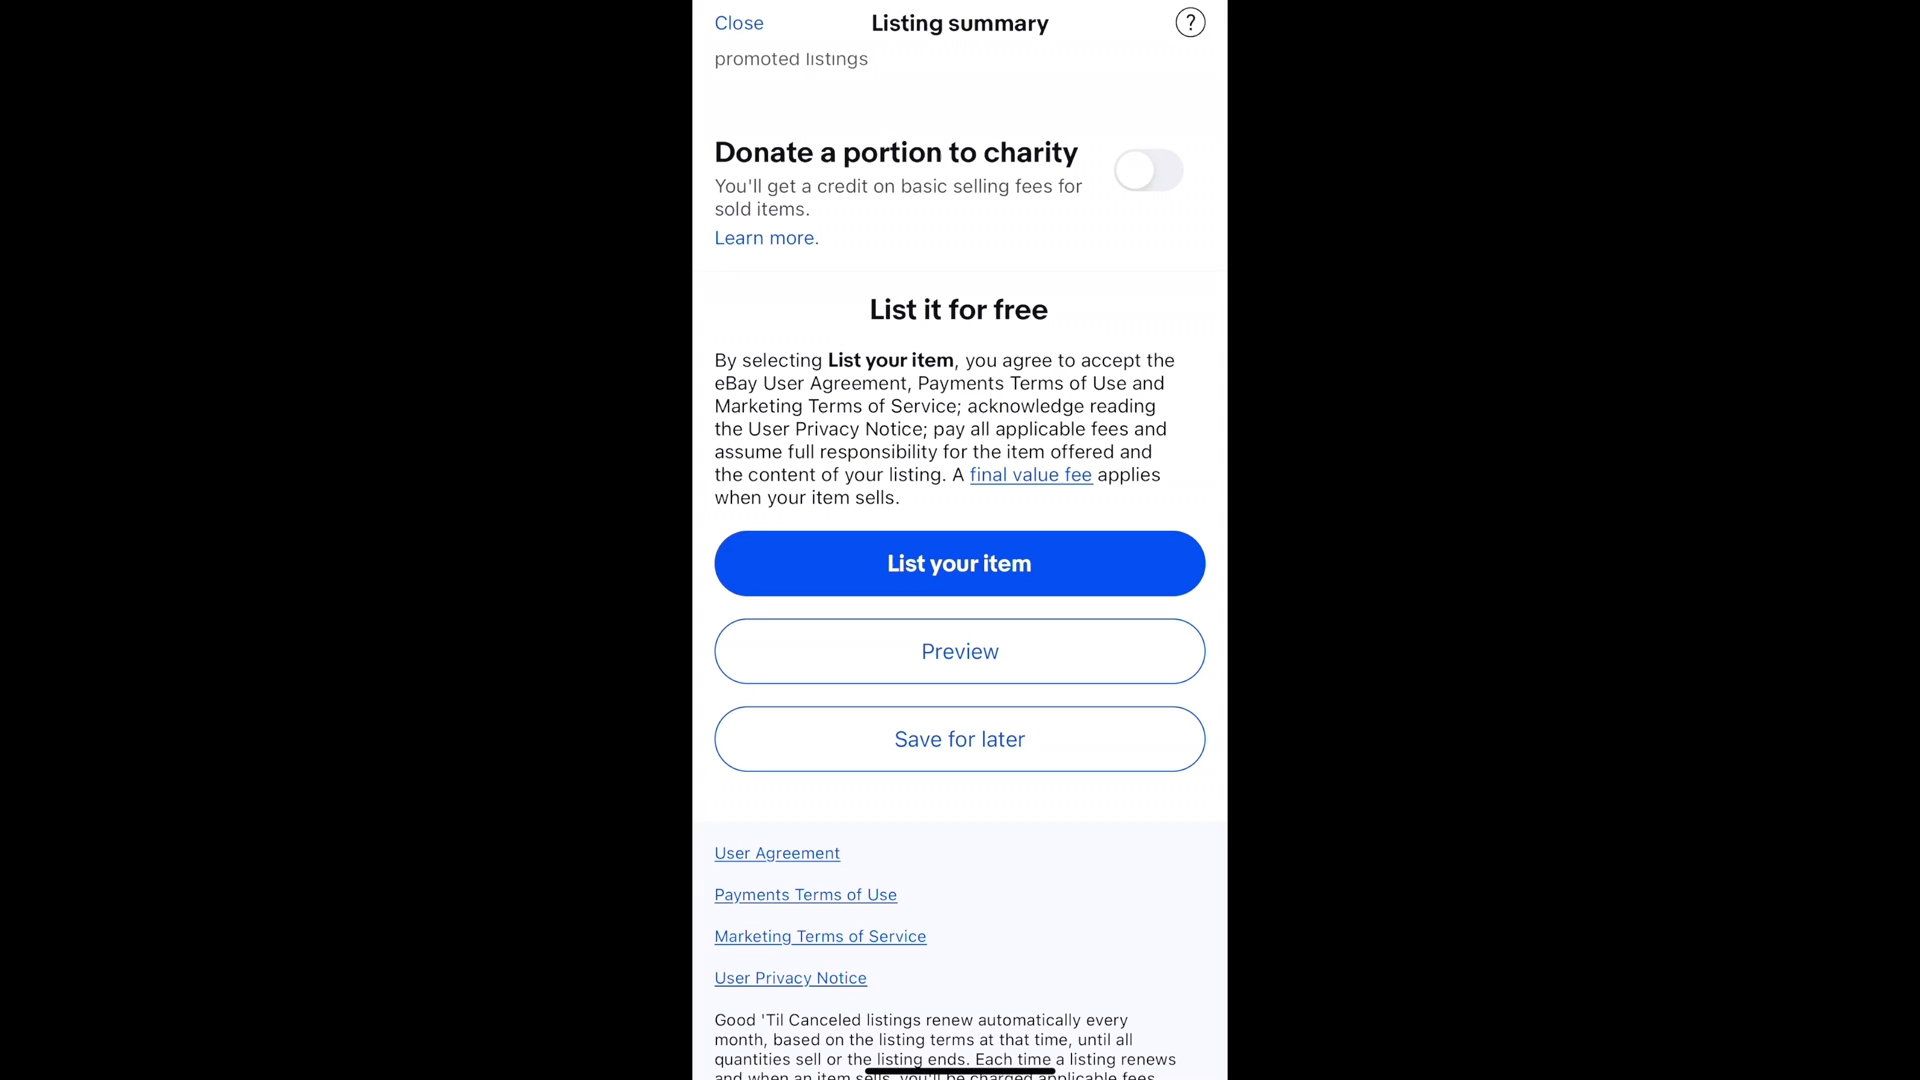 Close
Listing summary
?
promoted listings
Donate a portion to charity
You'll get a credit on basic selling fees for
sold items.
Learn more.
List it for free
By selecting List your item, you agree to accept the
eBay User Agreement, Payments Terms of Use and
Marketing Terms of Service; acknowledge reading
the User Privacy Notice; pay all applicable fees and
assume full responsibility for the item offered and
the content of your listing. A final value fee applies
when your item sells.
List your item
Preview
Save for later
User Agreement
Payments Terms of Use
Marketing Terms of Service
User Privacy Notice
Good 'Til Canceled listings renew automatically every
month, based on the listing terms at that time, until all
quantities sell or the listing ends. Each time a listing renews
and when an item sells, you'll be charged applicable fees